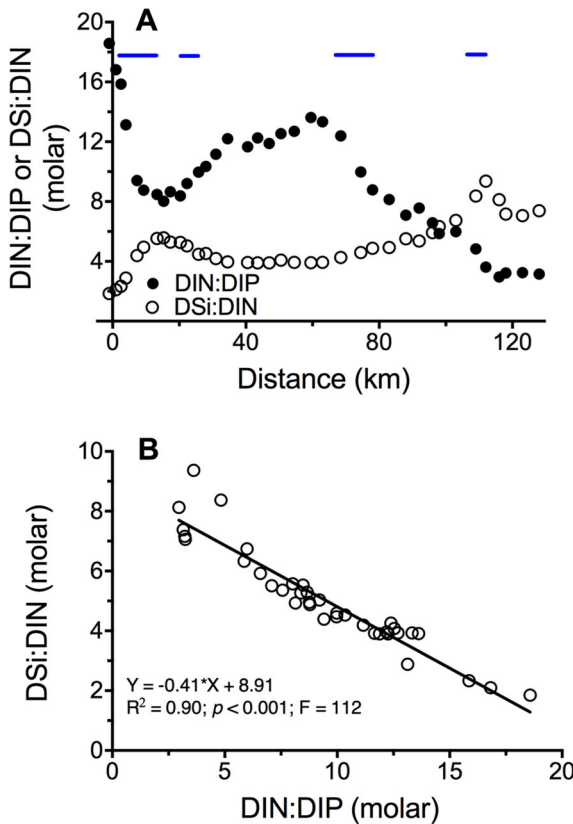 A
20
16
12
8
4
DIN:DIP or DSi:DIN
(molar)
DIN:DIP
DSi:DIN
0
40
80
120
Distance (km)
B
10
8
6
4
2
0
DSi:DIN (molar)
Y = -0.41*X + 8.91
R² = 0.90; p < 0.001; F = 112
0
5
10
15
20
DIN:DIP (molar)